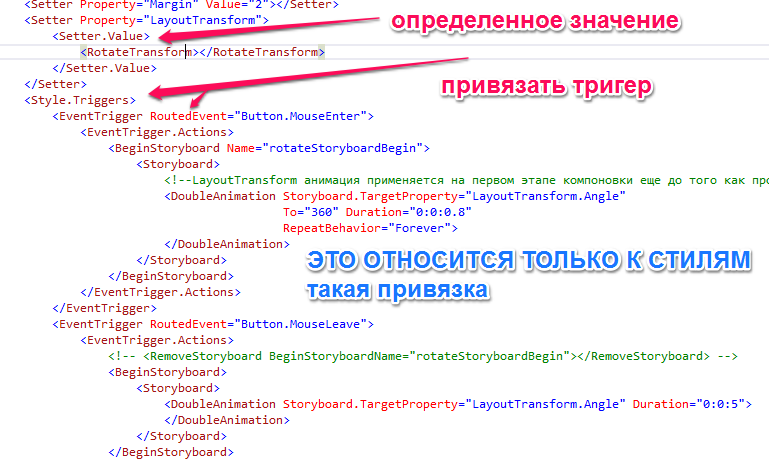 <Setter Property="Margin" Value="2"></Setter>
<Setter Property="LayoutTransform">
определенное значение
<Setter.Value>
<RotateTransform></RotateTransform>
</Setter.Value>
</Setter>
привязать тригер
<Style.Triggers>
<EventTrigger RoutedEvent="Button.MouseEnter">
<EventTrigger.Actions>
<BeginStoryboard Name="rotateStoryboardBegin">
<Storyboard>
<!--LayoutTransform анимация применяется на первом этапе компоновки еще до того как про
<DoubleAnimation Storyboard.TargetProperty="LayoutTransform.Angle"
To="360" Duration="0:0:0.8"
RepeatBehavior="Forever">
</DoubleAnimation>
</Storyboard>
</BeginStoryboard>
</EventTrigger.Actions>
</EventTrigger>
ЭТО ОТНОСИТСЯ ТОЛЬКО К СТИЛЯМ
такая привязка
<EventTrigger RoutedEvent="Button.MouseLeave">
<EventTrigger.Actions>
<!-- <RemoveStoryboard BeginStoryboardName="rotateStoryboardBegin"></RemoveStoryboard> -->
<BeginStoryboard>
<Storyboard>
<DoubleAnimation Storyboard.TargetProperty="LayoutTransform.Angle" Duration="0:0:5">
</DoubleAnimation>
</Storyboard>
</BeginStoryboard>